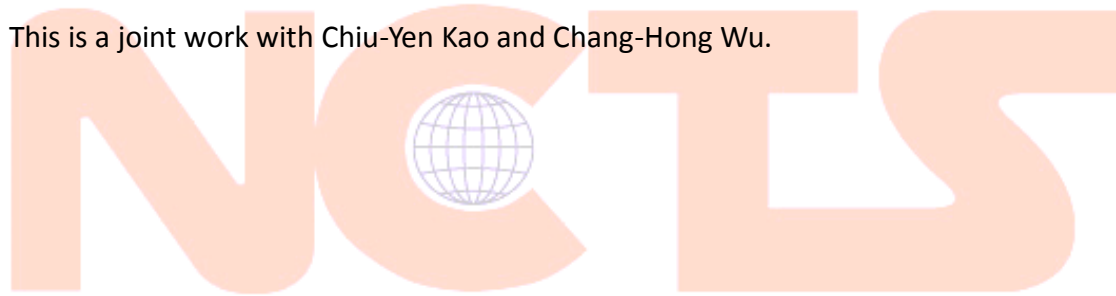 This is a joint work with Chiu-Yen Kao and Chang-Hong Wu.
NCTS